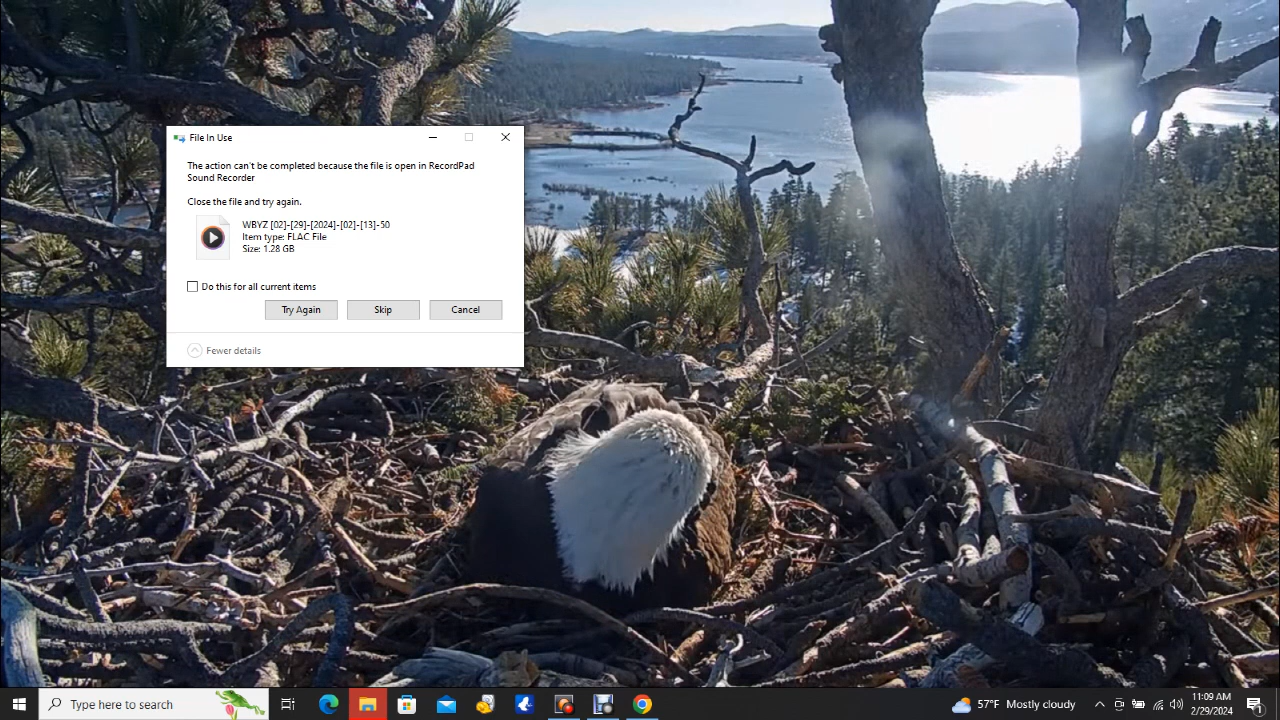 File In Use
The action can't be completed because the file is open in RecordPad
Sound Recorder
Close the file and try again.
WBYZ [02]-[29]-[2024]-[02]-[13]-50
Item type: FLAC File
Size: 1.28 GB
Do this for all current items
Try Again
Skip
Cancel
Fewer details
Type here to search
57°F Mostly cloudy
11:09 AM
2/29/2024
1